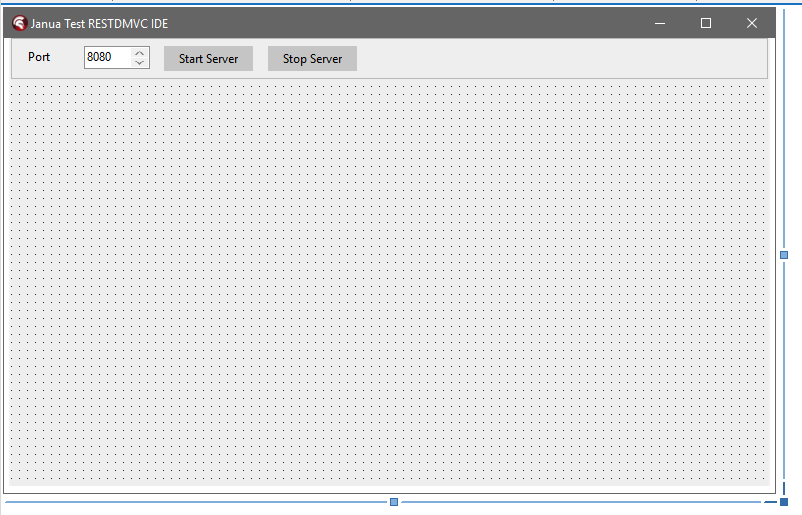 Janua Test RESTDMVC IDE
Port 8080 Start Server Stop Server